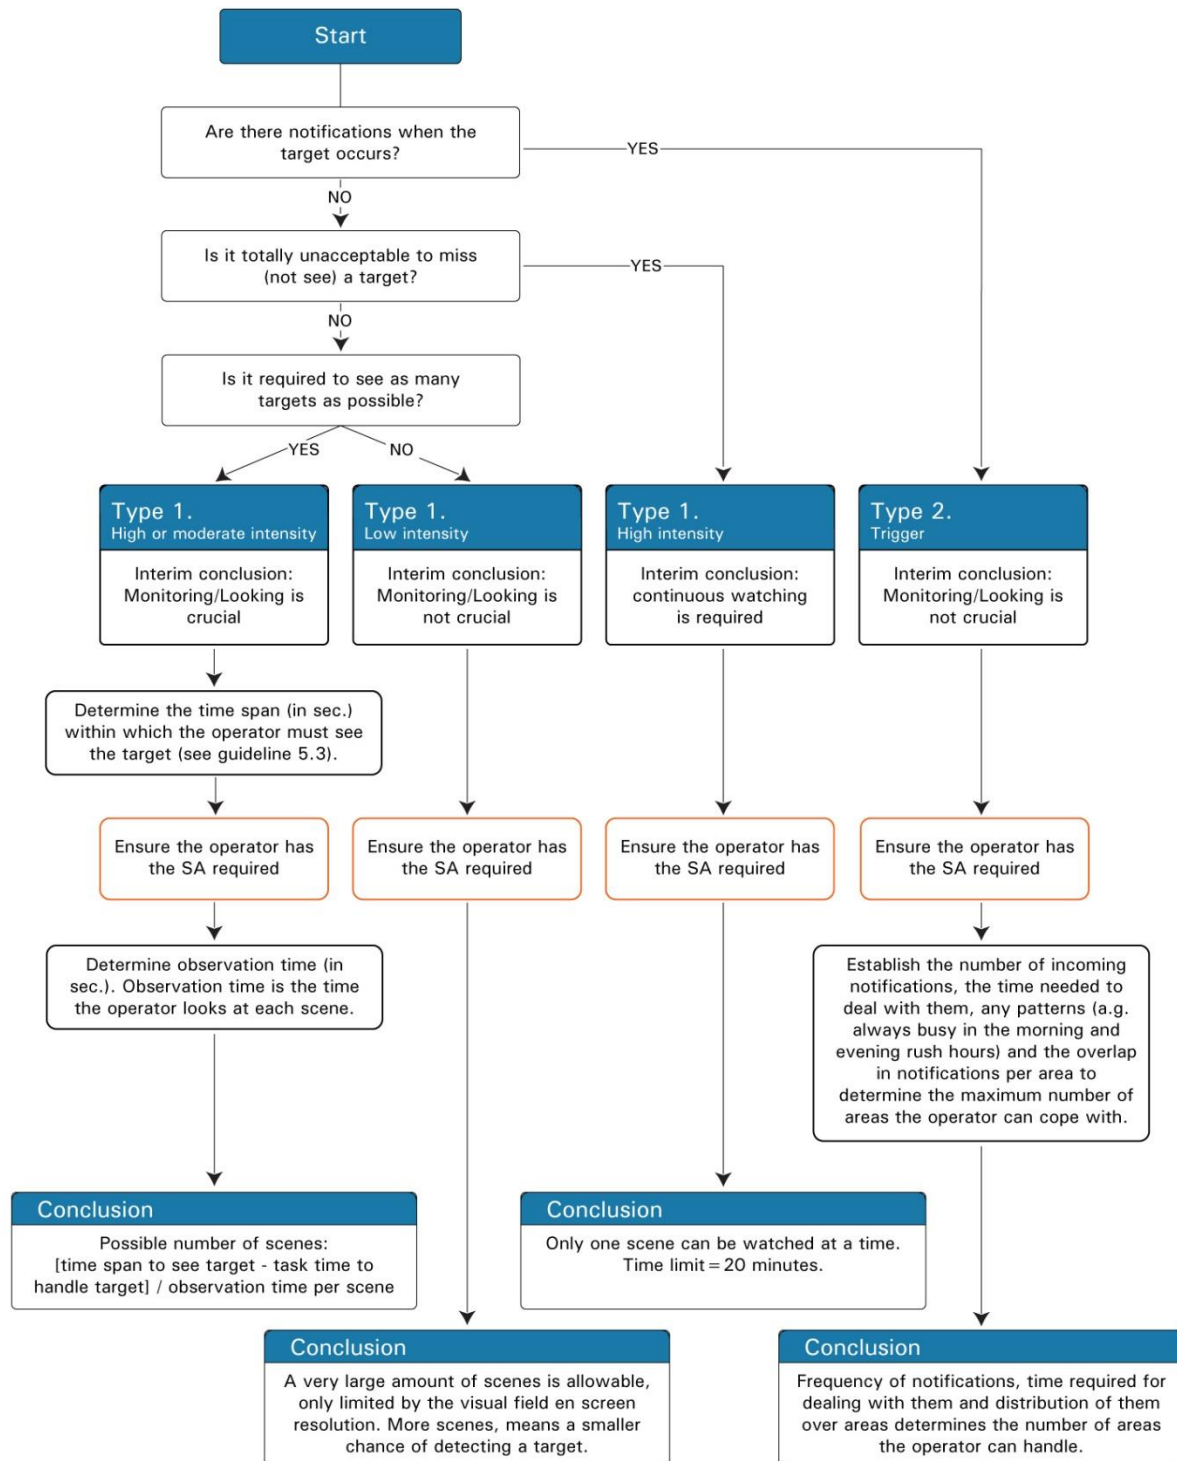 Start
Are there notifications when the
target occurs?
YES
NO
Is it totally unacceptable to miss
(not see) a target?
YES
NO
Is it required to see as many
targets as possible?
YES
NO
Type 1.
High or moderate intensity
Interim conclusion:
Monitoring/Looking is
crucial
Type 1.
Low intensity
Interim conclusion:
Monitoring/Looking is
not crucial
Type 1.
High intensity
Interim conclusion:
continuous watching
is required
Type 2.
Trigger
Interim conclusion:
Monitoring/Looking is
not crucial
Determine the time span (in sec.)
within which the operator must see
the target (see guideline 5.3).
Ensure the operator has
the SA required
Ensure the operator has
the SA required
Ensure the operator has
the SA required
Ensure the operator has
the SA required
Determine observation time (in
sec.). Observation time is the time
the operator looks at each scene.
Establish the number of incoming
notifications, the time needed to
deal with them, any patterns (a.g.
always busy in the morning and
evening rush hours) and the overlap
in notifications per area to
determine the maximum number of
areas the operator can cope with.
Conclusion
Possible number of scenes:
[time span to see target - task time to
handle target] / observation time per scene
Conclusion
Only one scene can be watched at a time.
Time limit = 20 minutes.
Conclusion
A very large amount of scenes is allowable,
only limited by the visual field en screen
resolution. More scenes, means a smaller
chance of detecting a target.
Conclusion
Frequency of notifications, time required for
dealing with them and distribution of them
over areas determines the number of areas
the operator can handle.